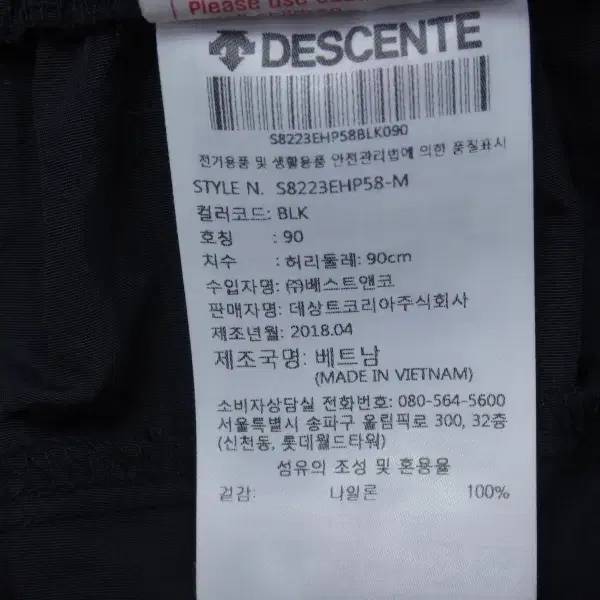 Please use
DESCENTE
S8223EHP58BLK090
전기용품 및 생활용품 안전관리법에 의한 품질표시
STYLE N. S8223EHP58-M
컬러코드: BLK
호칭 : 90
치수 : 허리둘레: 90cm
수입자명: ㈜베스트앤코
판매자명: 데상트코리아주식회사
제조년월: 2018.04
제조국명: 베트남
(MADE IN VIETNAM)
소비자상담실 전화번호: 080-564-5600
서울특별시 송파구 올림픽로 300, 32층
(신천동, 롯데월드타워)
섬유의 조성 및 혼용율
겉감: 나일론 100%